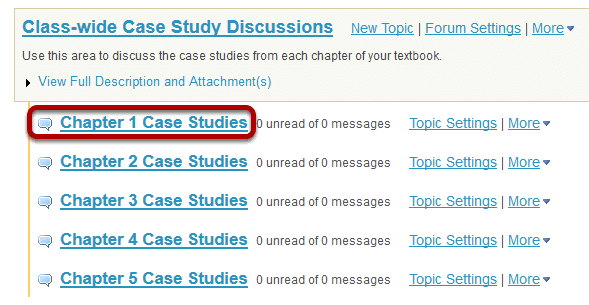 Class-wide Case Study Discussions New Topic | Forum Settings | More
Use this area to discuss the case studies from each chapter of your textbook.
View Full Description and Attachment(s)
Chapter 1 Case Studies 0 unread of 0 messages Topic Settings | More
Chapter 2 Case Studies 0 unread of 0 messages Topic Settings | More
Chapter 3 Case Studies 0 unread of 0 messages Topic Settings | More
Chapter 4 Case Studies 0 unread of 0 messages Topic Settings | More
Chapter 5 Case Studies 0 unread of 0 messages Topic Settings | More